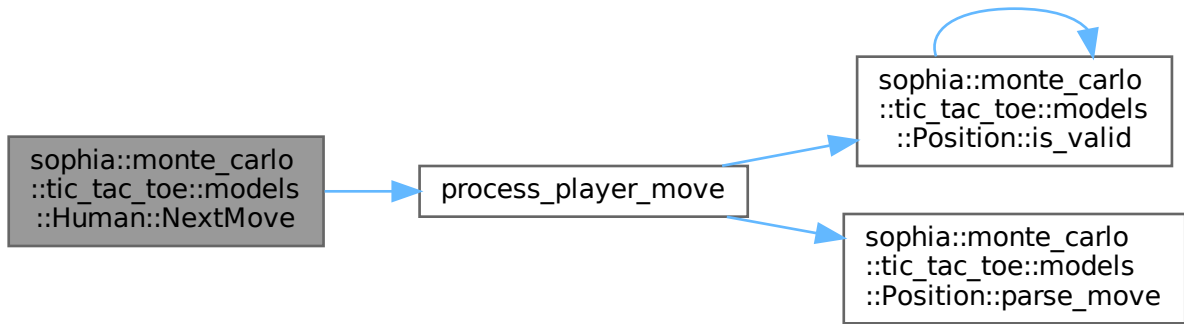 sophia::monte_carlo
::tic_tac_toe::models
::Human::NextMove
process_player_move
sophia::monte_carlo
::tic_tac_toe::models
::Position::is_valid
sophia::monte_carlo
::tic_tac_toe::models
::Position::parse_move